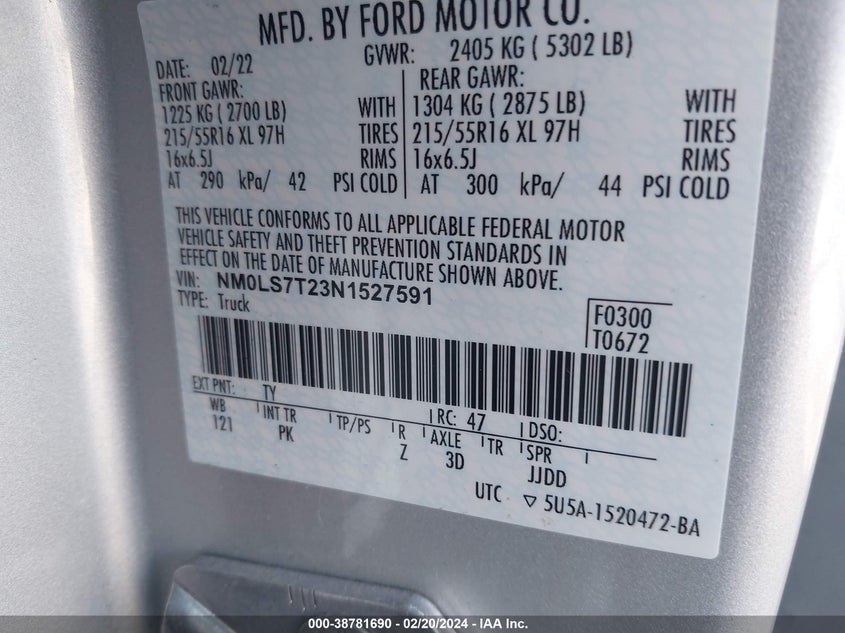 MFD. BY FORD MOTOR CO.
DATE: 02/22 GVWR: 2405 KG ( 5302 LB)
FRONT GAWR: REAR GAWR:
1225 KG ( 2700 LB) WITH 1304 KG ( 2875 LB) WITH
215/55R16 XL 97H TIRES 215/55R16 XL 97H TIRES
16x6.5J RIMS 16x6.5J RIMS
AT 290 kPa/ 42 PSI COLD AT 300 kPa/ 44 PSI COLD
THIS VEHICLE CONFORMS TO ALL APPLICABLE FEDERAL MOTOR
VEHICLE SAFETY AND THEFT PREVENTION STANDARDS IN
EFFECT ON THE DATE OF MANUFACTURE SHOWN ABOVE.
VIN: NM0LS7T23N1527591
TYPE: Truck
F0300
T0672
EXT PNT: TY RC: 47 DSO:
WB INT TR TP/PS R AXLE TR SPR
121 PK Z 3D JJDD
UTC ▽ 5U5A-1520472-BA
000-38781690 - 02/20/2024 - IAA Inc.